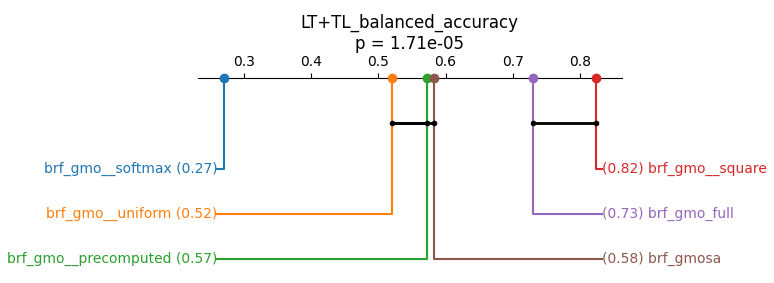 LT+TL_balanced_accuracy
p = 1.71e-05
0.3 0.4 0.5 0.6 0.7 0.8
brf_gmo__softmax (0.27) (0.82) brf_gmo__square
brf_gmo__uniform (0.52) (0.73) brf_gmo_full
brf_gmo__precomputed (0.57) (0.58) brf_gmosa